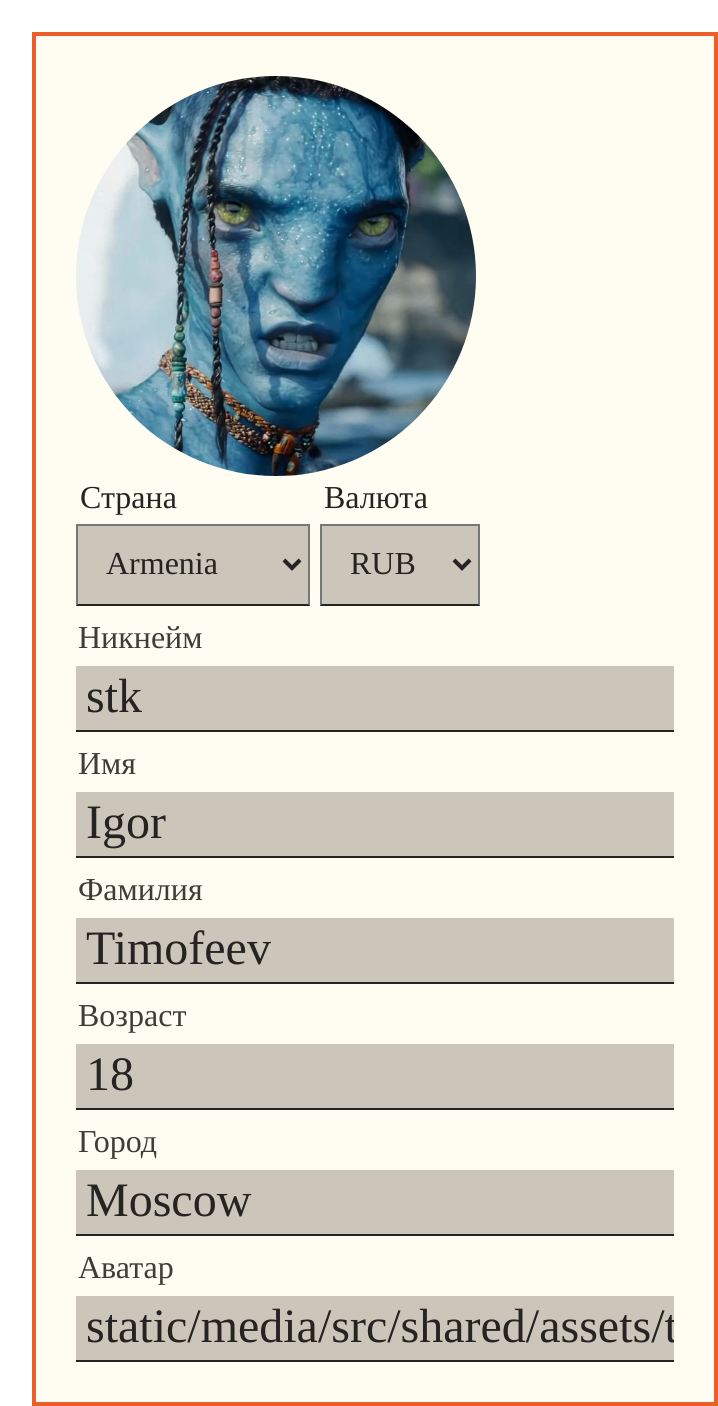 Страна Валюта
Armenia RUB
Никнейм
stk
Имя
Igor
Фамилия
Timofeev
Возраст
18
Город
Moscow
Аватар
static/media/src/shared/assets/t